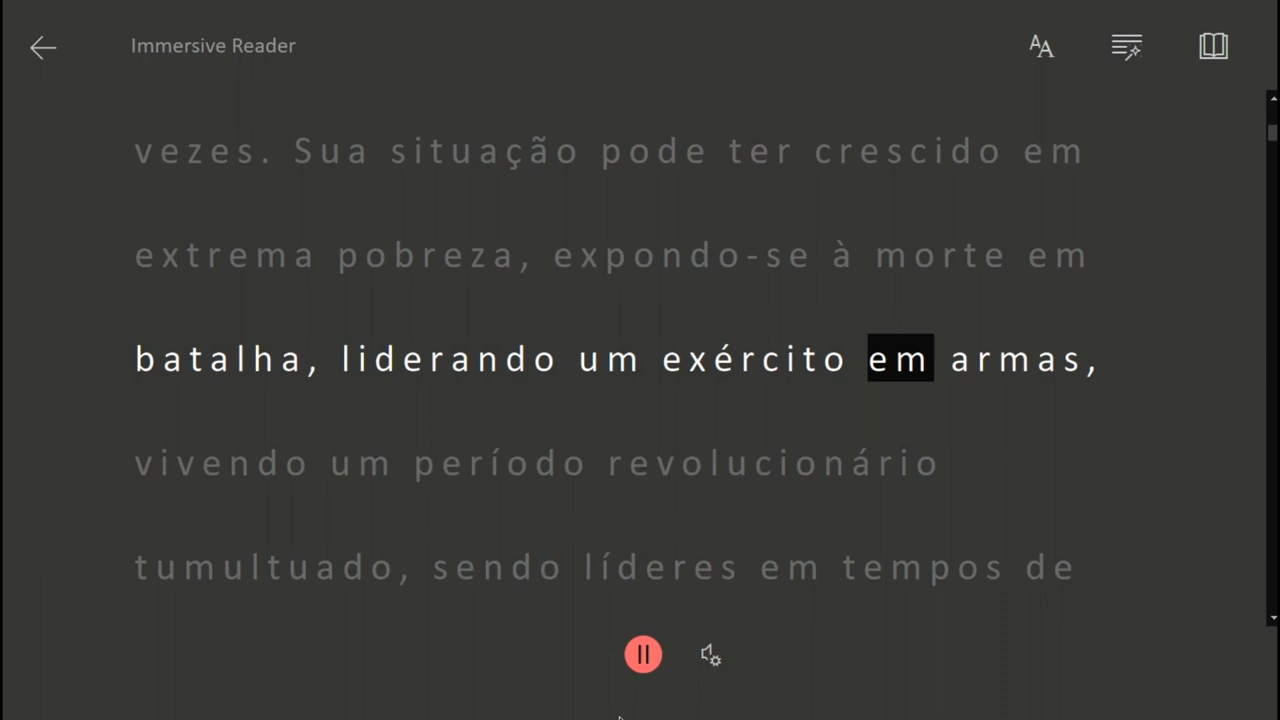 Immersive Reader
vezes. Sua situação pode ter crescido em
extrema pobreza, expondo-se à morte em
batalha, liderando um exército em armas,
vivendo um período revolucionário
tumultuado, sendo líderes em tempos de